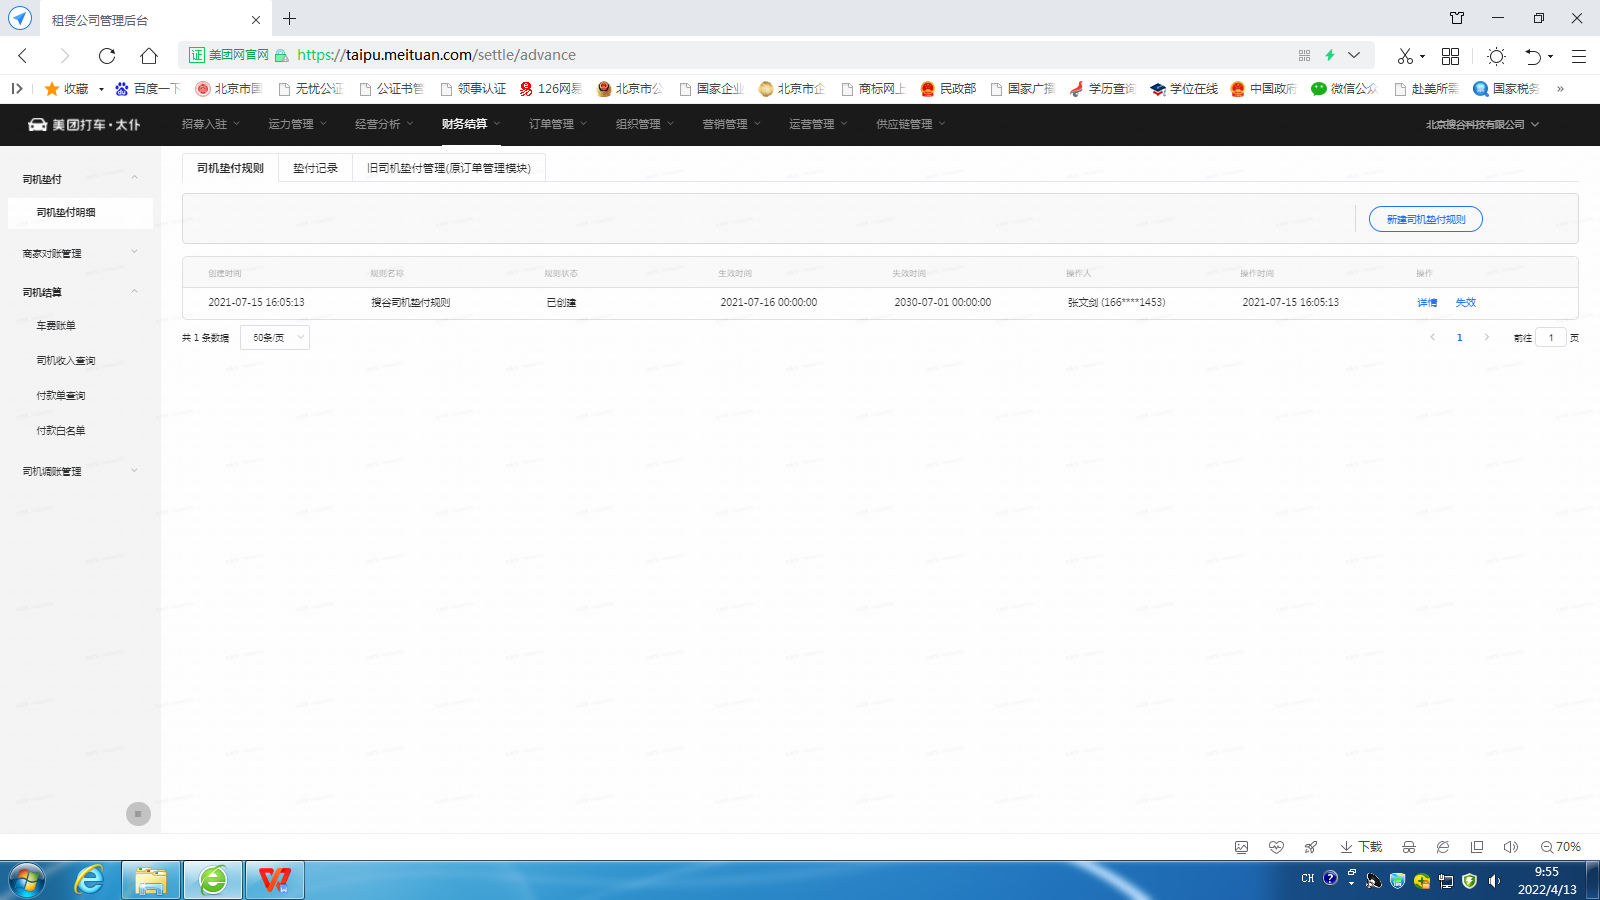 租赁公司管理后台
证 美团网官网 https://taipu.meituan.com/settle/advance
收藏 百度一下 北京市国 无忧公证 公证书管 领事认证 126网易 北京市公 国家企业 北京市企 商标网上 民政部 国家广播 学历查询 学位在线 中国政府 微信公众 赴美所需 国家税务 »
美团打车·太仆 招募入驻 运力管理 经营分析 财务结算 订单管理 组织管理 营销管理 运营管理 供应链管理 北京搜谷科技有限公司
司机垫付
司机垫付明细
商家对账管理
司机结算
车费账单
司机收入查询
付款单查询
付款白名单
司机调账管理
司机垫付规则 垫付记录 旧司机垫付管理(原订单管理模块)
新建司机垫付规则
创建时间 规则名称 规则状态 生效时间 失效时间 操作人 操作时间 操作
2021-07-15 16:05:13 搜谷司机垫付规则 已创建 2021-07-16 00:00:00 2030-07-01 00:00:00 张文剑 (166****1453) 2021-07-15 16:05:13 详情 失效
共 1 条数据 50条/页 1 前往 1 页
下载 70%
CH 9:55
2022/4/13